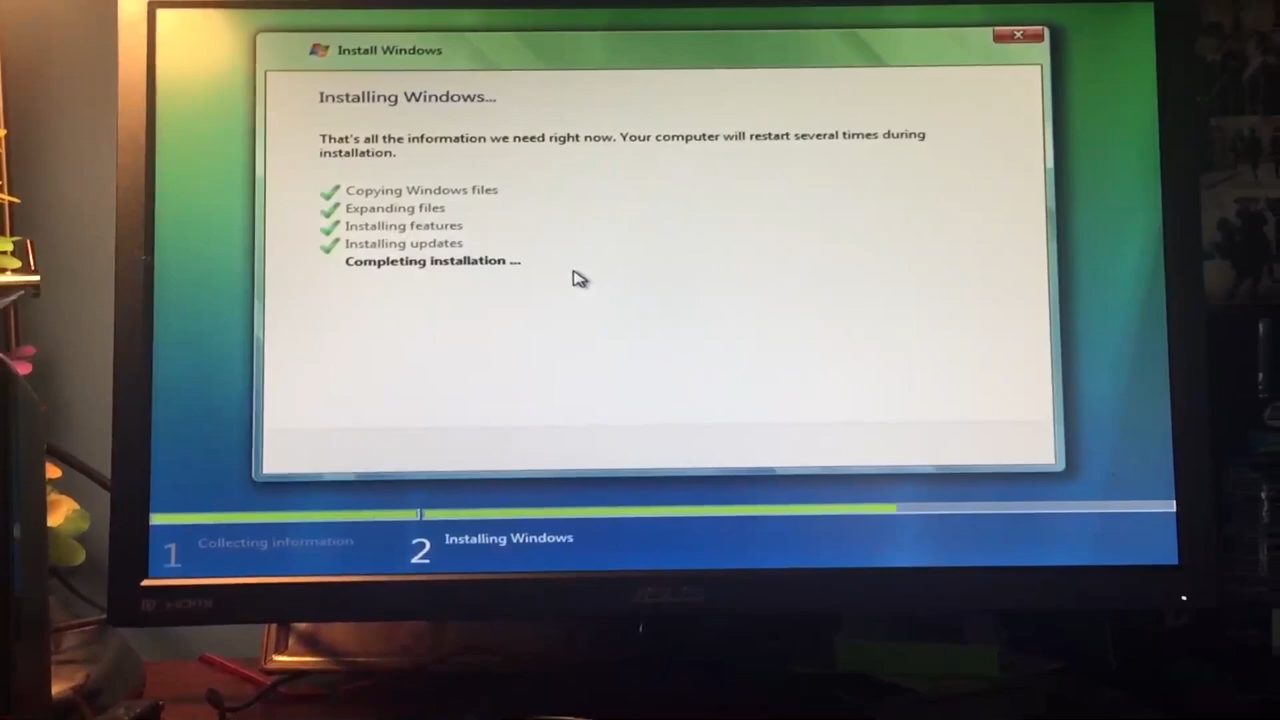 Install Windows
Installing Windows...
That's all the information we need right now. Your computer will restart several times during
installation.
Copying Windows files
Expanding files
Installing features
Installing updates
Completing installation ...
1 Collecting information
2 Installing Windows
HDMI